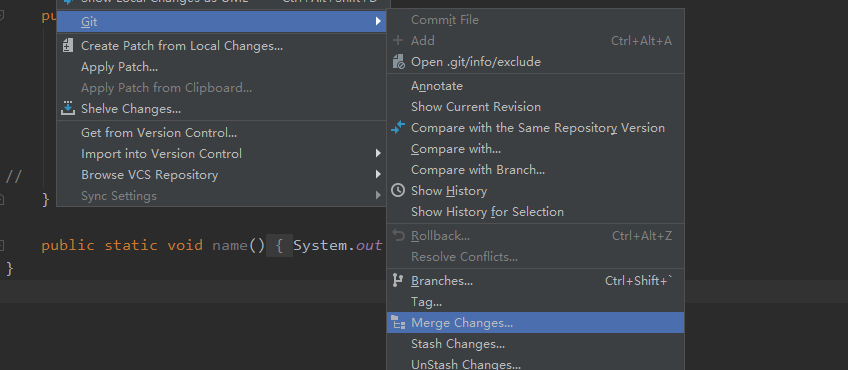 Show Local Changes as UML Ctrl+Alt+Shift+D
Git
Create Patch from Local Changes...
Apply Patch...
Apply Patch from Clipboard...
Shelve Changes...
Get from Version Control...
Import into Version Control
Browse VCS Repository
Sync Settings
Commit File
Add Ctrl+Alt+A
Open .git/info/exclude
Annotate
Show Current Revision
Compare with the Same Repository Version
Compare with...
Compare with Branch...
Show History
Show History for Selection
Rollback... Ctrl+Alt+Z
Resolve Conflicts...
Branches... Ctrl+Shift+`
Tag...
Merge Changes...
Stash Changes...
UnStash Changes...
pu
//
}
public static void name() { System.out
}